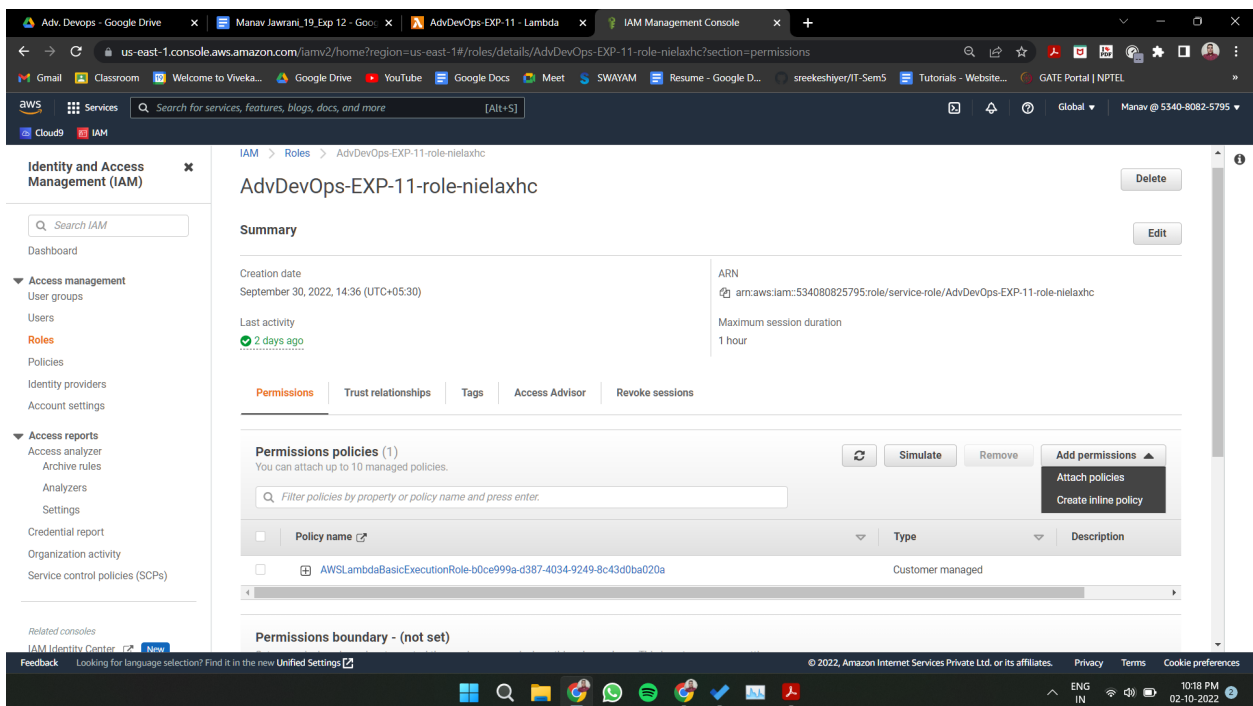 Adv. Devops - Google Drive
Manav Jawrani_19_Exp 12 - Goo
AdvDevOps-EXP-11 - Lambda
IAM Management Console
us-east-1.console.aws.amazon.com/iamv2/home?region=us-east-1#/roles/details/AdvDevOps-EXP-11-role-nielaxhc?section=permissions
Gmail Classroom Welcome to Viveka... Google Drive YouTube Google Docs Meet SWAYAM Resume - Google D... sreekeshiyer/IT-Sem5 Tutorials - Website... GATE Portal | NPTEL »
aws Services Search for services, features, blogs, docs, and more [Alt+S] Global Manav @ 5340-8082-5795
Cloud9 IAM
Identity and Access
Management (IAM)
Search IAM
Dashboard
Access management
User groups
Users
Roles
Policies
Identity providers
Account settings
Access reports
Access analyzer
Archive rules
Analyzers
Settings
Credential report
Organization activity
Service control policies (SCPs)
Related consoles
IAM Identity Center New
IAM > Roles > AdvDevOps-EXP-11-role-nielaxhc
AdvDevOps-EXP-11-role-nielaxhc
Delete
Summary
Edit
Creation date
September 30, 2022, 14:36 (UTC+05:30)
ARN
arn:aws:iam::534080825795:role/service-role/AdvDevOps-EXP-11-role-nielaxhc
Last activity
2 days ago
Maximum session duration
1 hour
Permissions Trust relationships Tags Access Advisor Revoke sessions
Permissions policies (1)
You can attach up to 10 managed policies.
Simulate Remove Add permissions
Attach policies
Create inline policy
Filter policies by property or policy name and press enter.
Policy name Type Description
AWSLambdaBasicExecutionRole-b0ce999a-d387-4034-9249-8c43d0ba020a Customer managed
Permissions boundary - (not set)
Feedback Looking for language selection? Find it in the new Unified Settings © 2022, Amazon Internet Services Private Ltd. or its affiliates. Privacy Terms Cookie preferences
ENG
IN
10:18 PM
02-10-2022
2